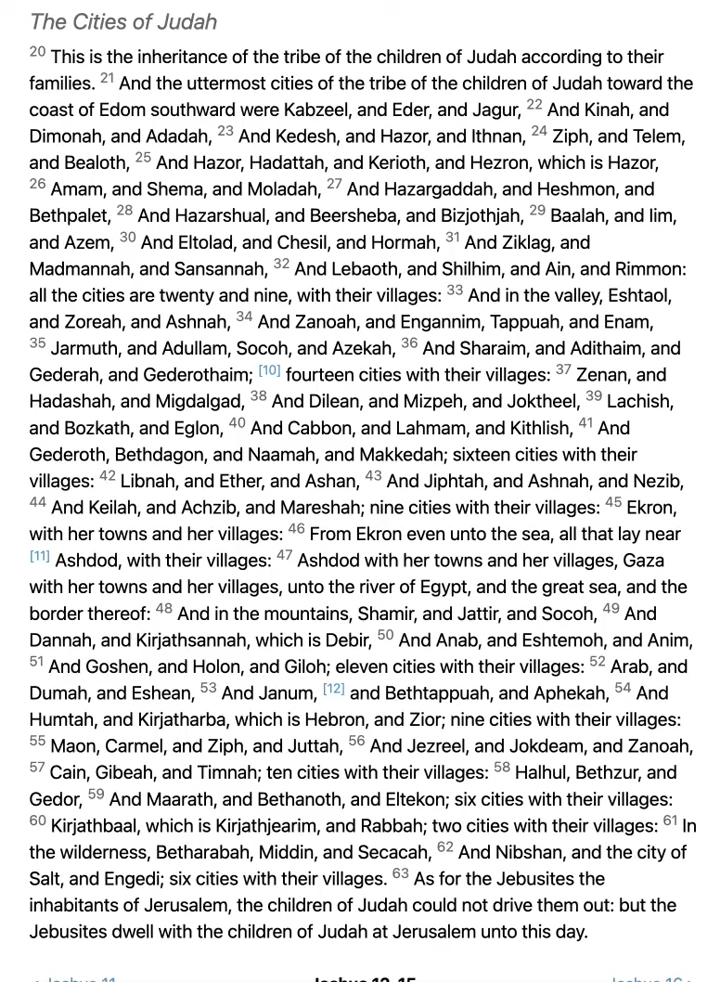 The Cities of Judah
20 This is the inheritance of the tribe of the children of Judah according to their
families. 21 And the uttermost cities of the tribe of the children of Judah toward the
coast of Edom southward were Kabzeel, and Eder, and Jagur, 22 And Kinah, and
Dimonah, and Adadah, 23 And Kedesh, and Hazor, and Ithnan, 24 Ziph, and Telem,
and Bealoth, 25 And Hazor, Hadattah, and Kerioth, and Hezron, which is Hazor,
26 Amam, and Shema, and Moladah, 27 And Hazargaddah, and Heshmon, and
Bethpalet, 28 And Hazarshual, and Beersheba, and Bizjothjah, 29 Baalah, and Iim,
and Azem, 30 And Eltolad, and Chesil, and Hormah, 31 And Ziklag, and
Madmannah, and Sansannah, 32 And Lebaoth, and Shilhim, and Ain, and Rimmon:
all the cities are twenty and nine, with their villages: 33 And in the valley, Eshtaol,
and Zoreah, and Ashnah, 34 And Zanoah, and Engannim, Tappuah, and Enam,
35 Jarmuth, and Adullam, Socoh, and Azekah, 36 And Sharaim, and Adithaim, and
Gederah, and Gederothaim; [10] fourteen cities with their villages: 37 Zenan, and
Hadashah, and Migdalgad, 38 And Dilean, and Mizpeh, and Joktheel, 39 Lachish,
and Bozkath, and Eglon, 40 And Cabbon, and Lahmam, and Kithlish, 41 And
Gederoth, Bethdagon, and Naamah, and Makkedah; sixteen cities with their
villages: 42 Libnah, and Ether, and Ashan, 43 And Jiphtah, and Ashnah, and Nezib,
44 And Keilah, and Achzib, and Mareshah; nine cities with their villages: 45 Ekron,
with her towns and her villages: 46 From Ekron even unto the sea, all that lay near
[11] Ashdod, with their villages: 47 Ashdod with her towns and her villages, Gaza
with her towns and her villages, unto the river of Egypt, and the great sea, and the
border thereof: 48 And in the mountains, Shamir, and Jattir, and Socoh, 49 And
Dannah, and Kirjathsannah, which is Debir, 50 And Anab, and Eshtemoh, and Anim,
51 And Goshen, and Holon, and Giloh; eleven cities with their villages: 52 Arab, and
Dumah, and Eshean, 53 And Janum, [12] and Bethtappuah, and Aphekah, 54 And
Humtah, and Kirjatharba, which is Hebron, and Zior; nine cities with their villages:
55 Maon, Carmel, and Ziph, and Juttah, 56 And Jezreel, and Jokdeam, and Zanoah,
57 Cain, Gibeah, and Timnah; ten cities with their villages: 58 Halhul, Bethzur, and
Gedor, 59 And Maarath, and Bethanoth, and Eltekon; six cities with their villages:
60 Kirjathbaal, which is Kirjathjearim, and Rabbah; two cities with their villages: 61 In
the wilderness, Betharabah, Middin, and Secacah, 62 And Nibshan, and the city of
Salt, and Engedi; six cities with their villages. 63 As for the Jebusites the
inhabitants of Jerusalem, the children of Judah could not drive them out: but the
Jebusites dwell with the children of Judah at Jerusalem unto this day.